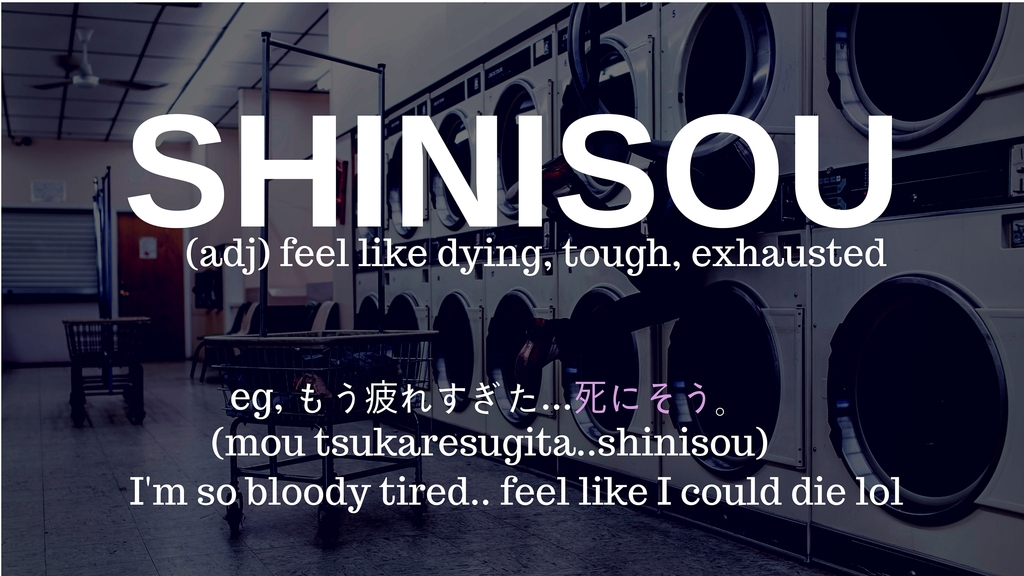 SHINISOU
(adj) feel like dying, tough, exhausted
eg, もう疲れすぎた...死にそう。
(mou tsukaresugita..shinisou)
I'm so bloody tired.. feel like I could die lol